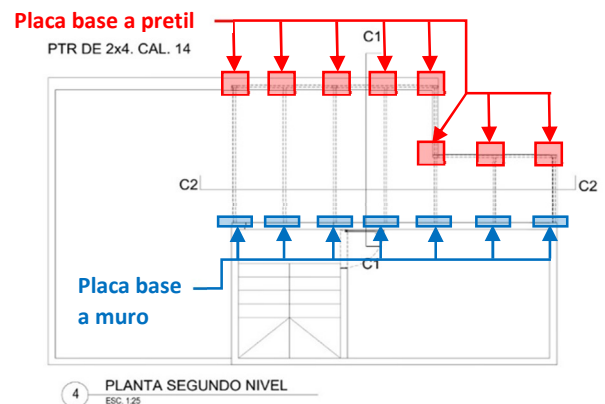 Placa base a pretil
PTR DE 2x4. CAL. 14
C1
C2
C2
C1
Placa base
a muro
4
PLANTA SEGUNDO NIVEL
ESC. 1:25